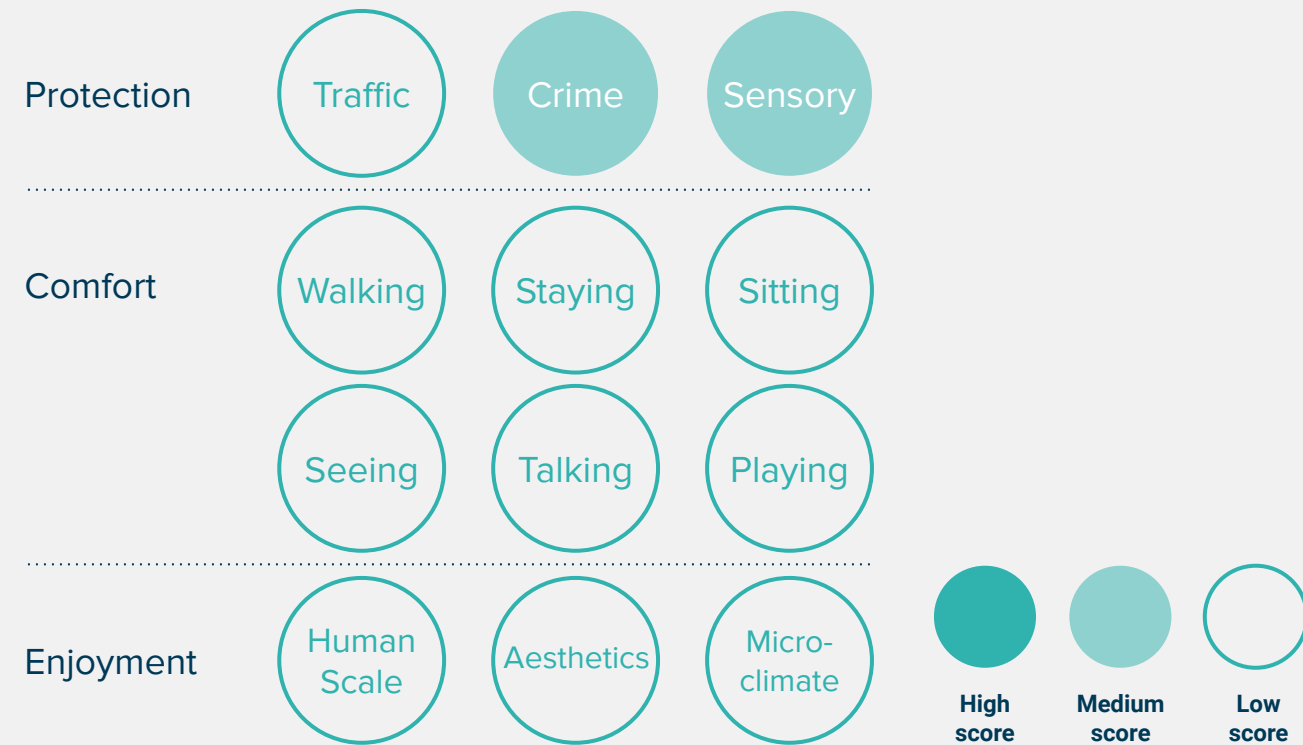 Protection
Traffic
Crime
Sensory
Comfort
Walking
Staying
Sitting
Seeing
Talking
Playing
Enjoyment
Human
Scale
Aesthetics
Micro-
climate
High
score
Medium
score
Low
score